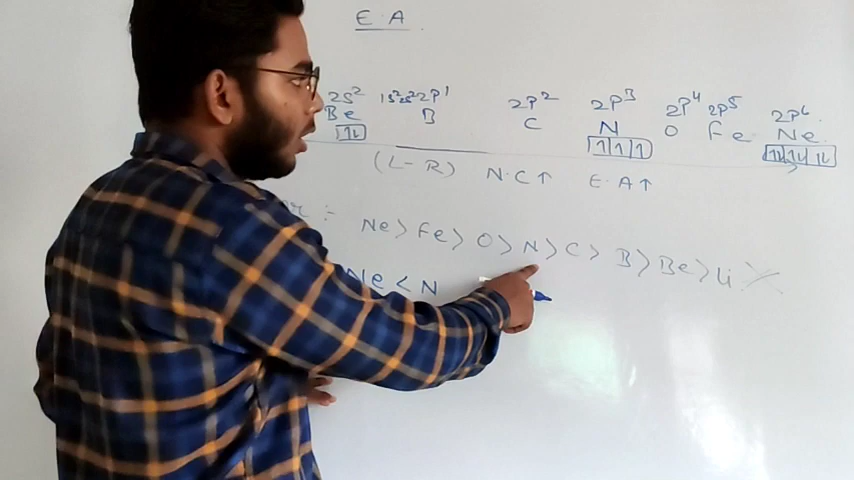 E.A.
2s² 1s²2s²2p¹ 2p² 2p³ 2p⁴ 2p⁵ 2p⁶
Be B C N O Fe Ne
(L-R) N.C↑ E.A↑
:- Ne > Fe > O > N > C > B > Be > Li
Ne < N